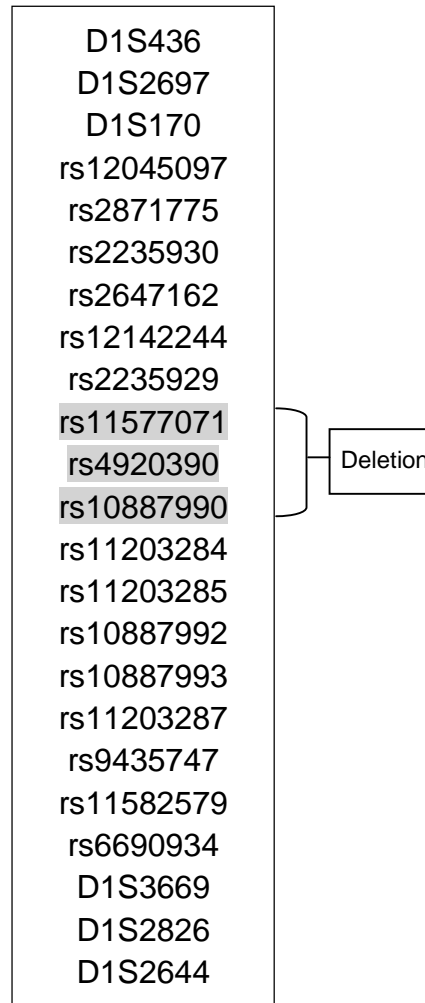 D1S436
D1S2697
D1S170
rs12045097
rs2871775
rs2235930
rs2647162
rs12142244
rs2235929
rs11577071
rs4920390
rs10887990
rs11203284
rs11203285
rs10887992
rs10887993
rs11203287
rs9435747
rs11582579
rs6690934
D1S3669
D1S2826
D1S2644
Deletion